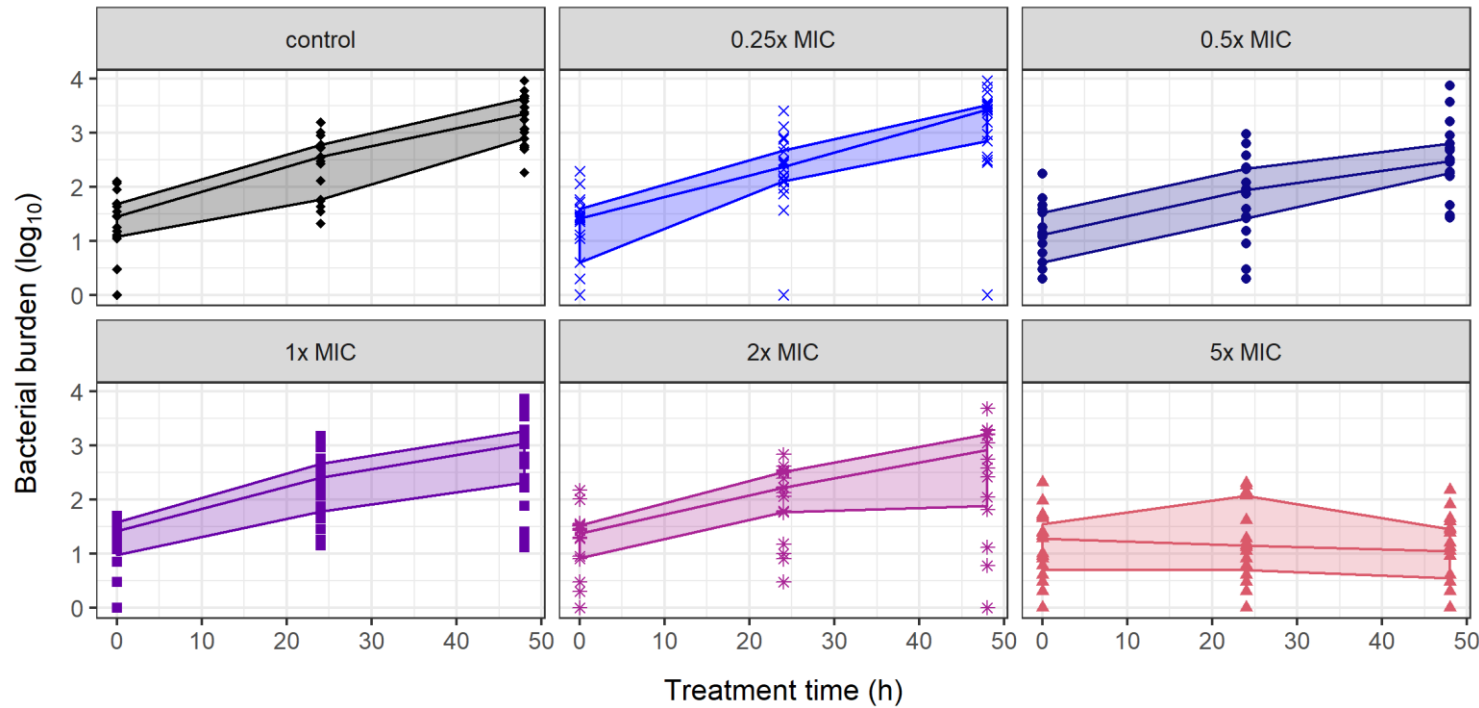 control
0.25x MIC
0.5x MIC
4
3
2
1
0
1x MIC
2x MIC
5x MIC
4
3
2
1
0
0 10 20 30 40 50
0 10 20 30 40 50
0 10 20 30 40 50
Bacterial burden (log₁₀)
Treatment time (h)